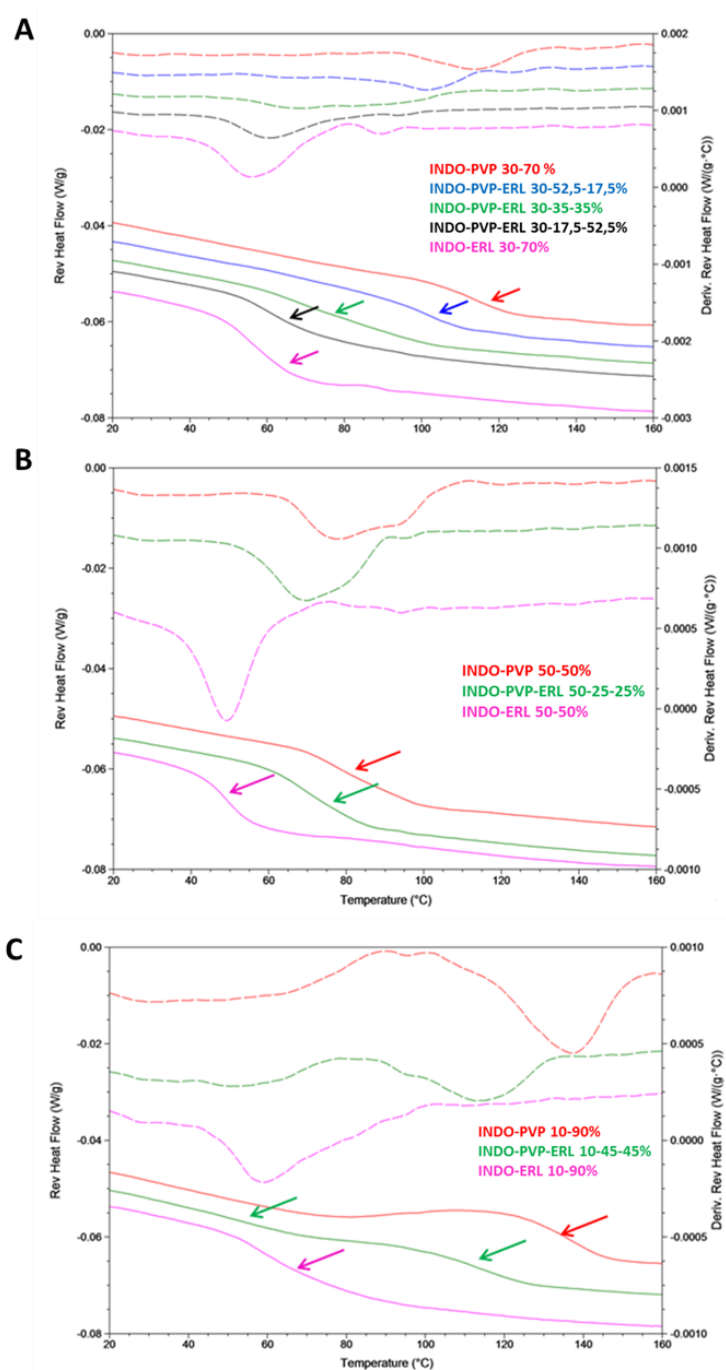 A
0.00
-0.02
-0.04
-0.06
-0.08
Rev Heat Flow (W/g)
0.002
0.001
0.000
-0.001
-0.002
-0.003
Deriv. Rev Heat Flow (W/(g·°C))
INDO-PVP 30-70 %
INDO-PVP-ERL 30-52,5-17,5%
INDO-PVP-ERL 30-35-35%
INDO-PVP-ERL 30-17,5-52,5%
INDO-ERL 30-70%
20 40 60 80 100 120 140 160
B
0.00
-0.02
-0.04
-0.06
-0.08
Rev Heat Flow (W/g)
0.0015
0.0010
0.0005
0.0000
-0.0005
-0.0010
Deriv. Rev Heat Flow (W/(g·°C))
INDO-PVP 50-50%
INDO-PVP-ERL 50-25-25%
INDO-ERL 50-50%
20 40 60 80 100 120 140 160
Temperature (°C)
C
0.00
-0.02
-0.04
-0.06
-0.08
Rev Heat Flow (W/g)
0.0010
0.0005
0.0000
-0.0005
-0.0010
Deriv. Rev Heat Flow (W/(g·°C))
INDO-PVP 10-90%
INDO-PVP-ERL 10-45-45%
INDO-ERL 10-90%
20 40 60 80 100 120 140 160
Temperature (°C)